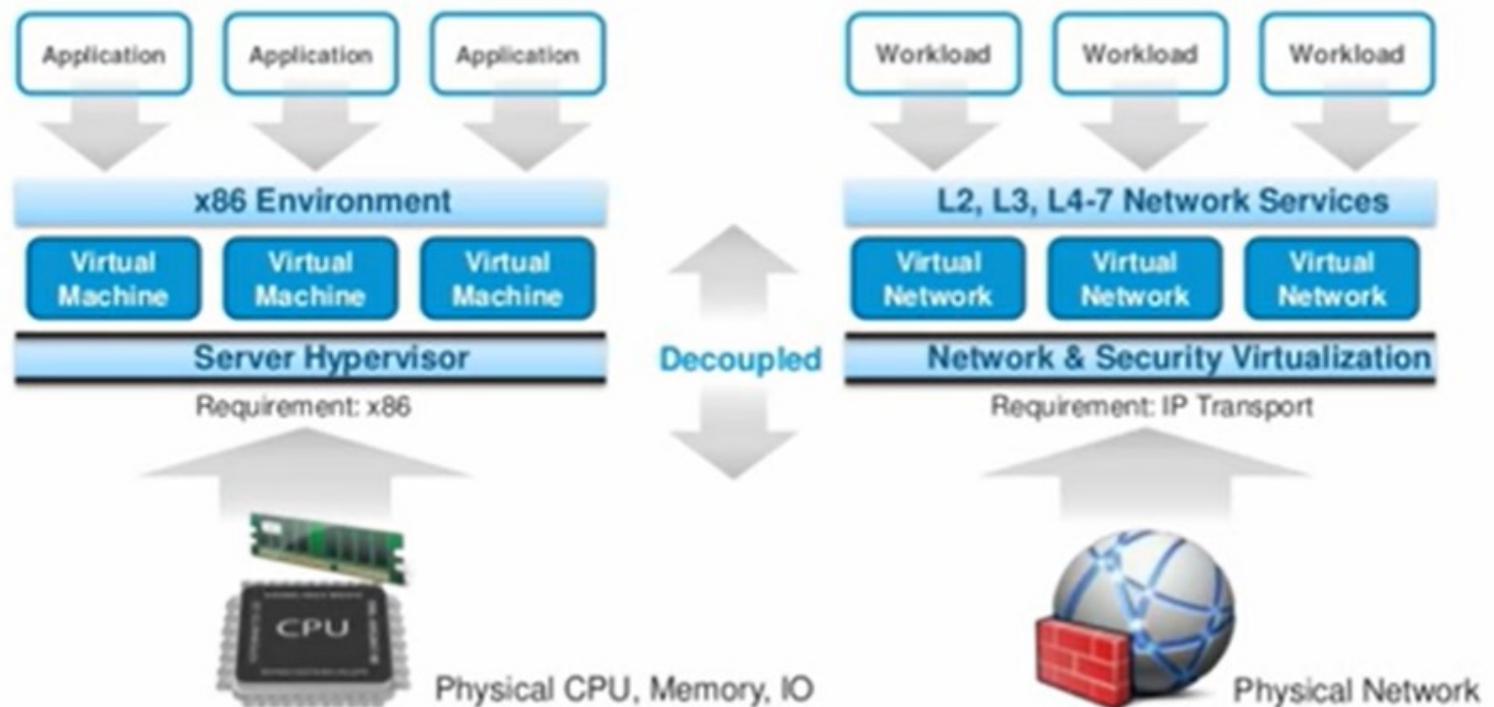 Application
Application
Application
x86 Environment
Virtual
Machine
Virtual
Machine
Virtual
Machine
Server Hypervisor
Requirement: x86
CPU
Physical CPU, Memory, IO
Decoupled
Workload
Workload
Workload
L2, L3, L4-7 Network Services
Virtual
Network
Virtual
Network
Virtual
Network
Network & Security Virtualization
Requirement: IP Transport
Physical Network